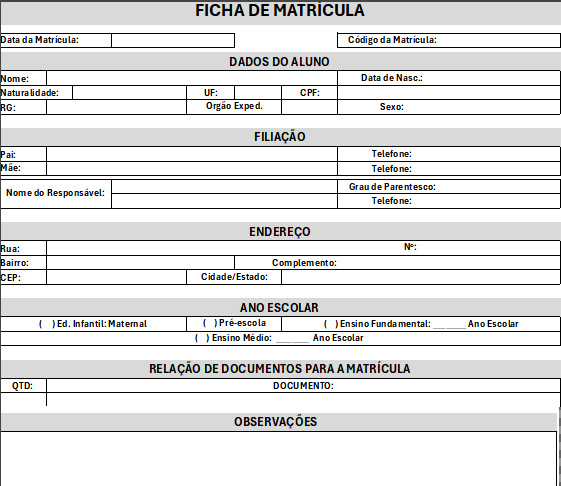 FICHA DE MATRÍCULA
Data da Matrícula: Código da Matrícula:
DADOS DO ALUNO
Nome: Data de Nasc.:
Naturalidade: UF: CPF:
RG: Orgão Exped. Sexo:
FILIAÇÃO
Pai: Telefone:
Mãe: Telefone:
Nome do Responsável: Grau de Parentesco:
Telefone:
ENDEREÇO
Rua: Nº:
Bairro: Complemento:
CEP: Cidade/Estado:
ANO ESCOLAR
( ) Ed. Infantil: Maternal ( ) Pré-escola ( ) Ensino Fundamental: ______ Ano Escolar
( ) Ensino Médio: ______ Ano Escolar
RELAÇÃO DE DOCUMENTOS PARA A MATRÍCULA
QTD: DOCUMENTO:
OBSERVAÇÕES